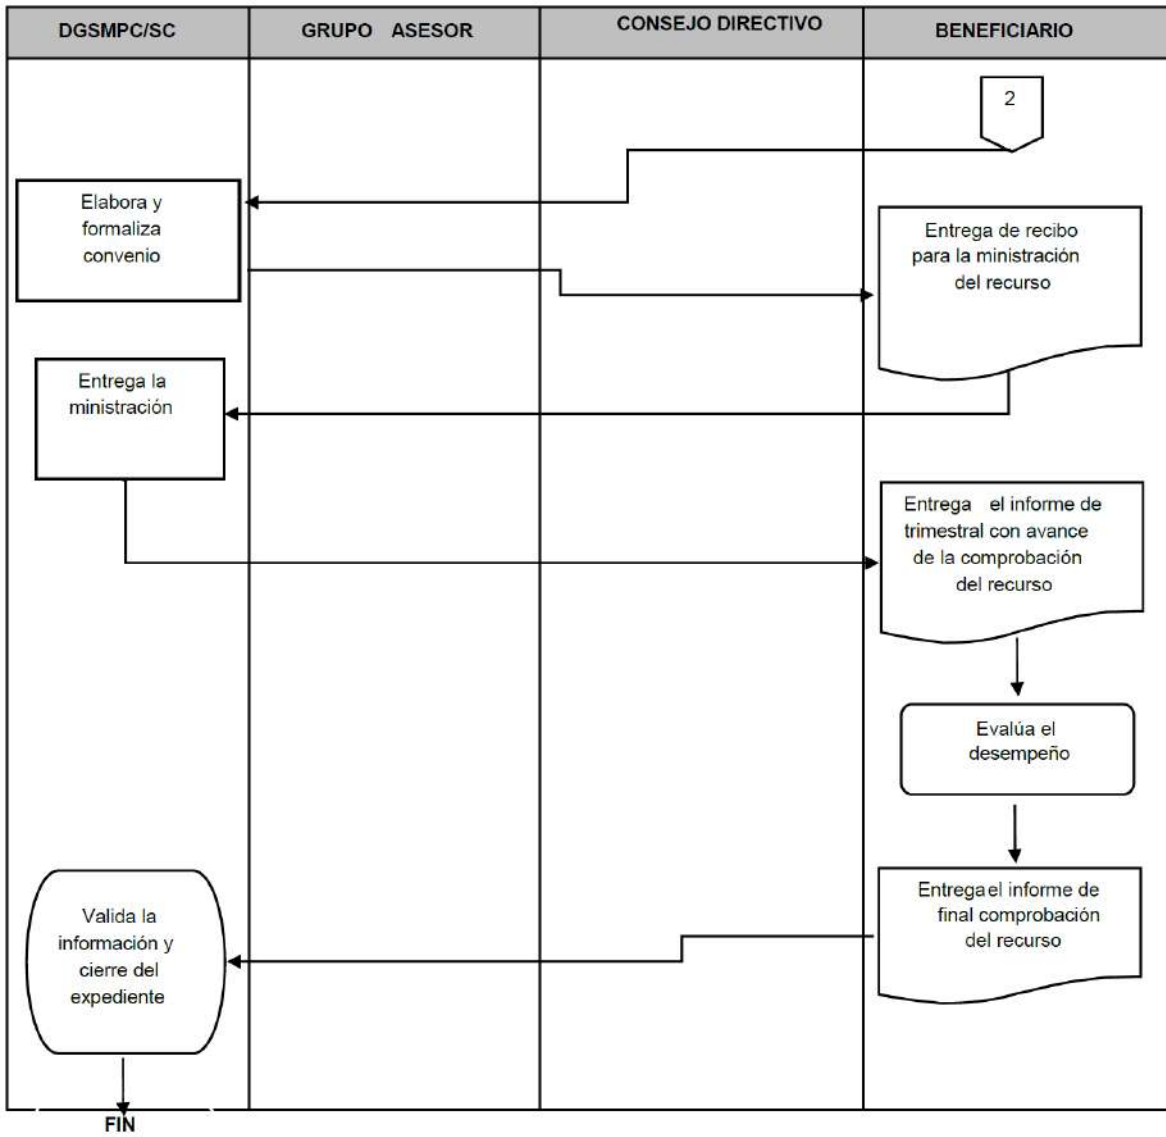 DGSMPC/SC
GRUPO ASESOR
CONSEJO DIRECTIVO
BENEFICIARIO
2
Elabora y
formaliza
convenio
Entrega de recibo
para la ministración
del recurso
Entrega la
ministración
Entrega el informe de
trimestral con avance
de la comprobación
del recurso
Evalúa el
desempeño
Entrega el informe de
final comprobación
del recurso
Valida la
información y
cierre del
expediente
FIN